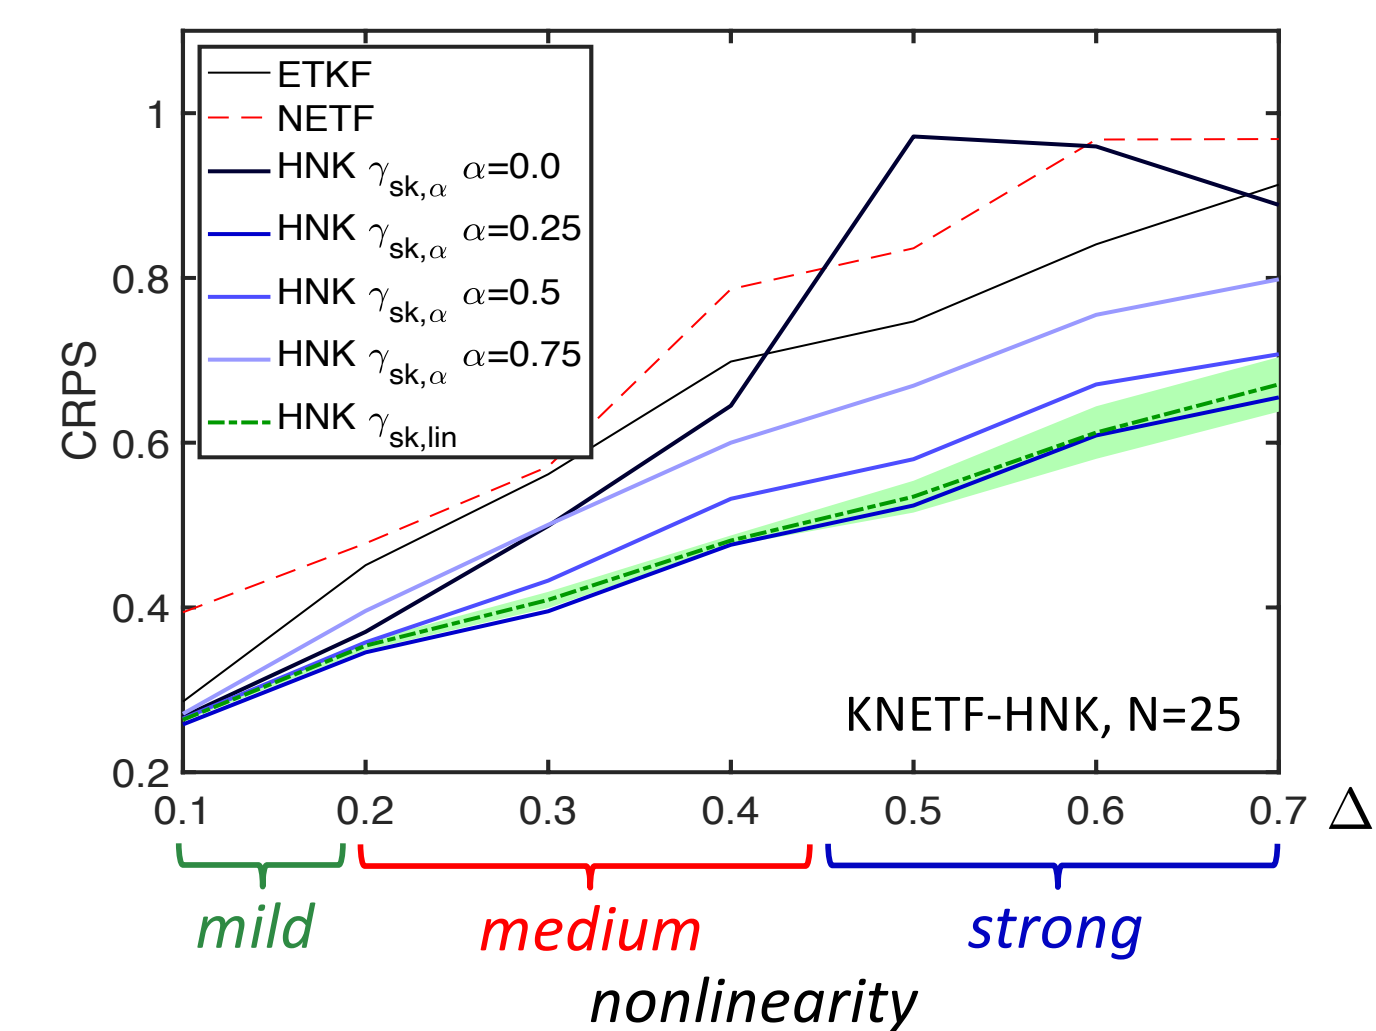 ETKF
NETF
HNK γsk,α α=0.0
HNK γsk,α α=0.25
HNK γsk,α α=0.5
HNK γsk,α α=0.75
HNK γsk,lin
1
0.8
0.6
0.4
0.2
CRPS
KNETF-HNK, N=25
0.1 0.2 0.3 0.4 0.5 0.6 0.7 Δ
mild medium strong
nonlinearity